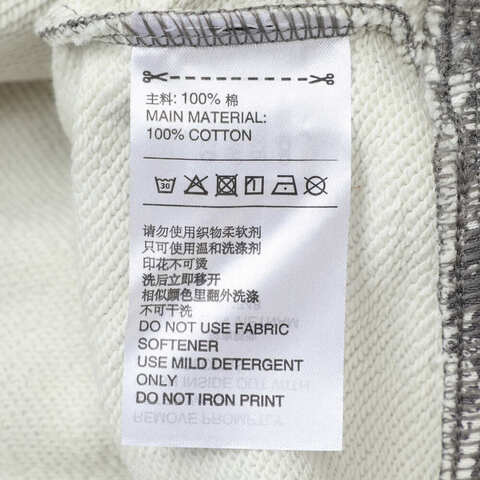 主料: 100% 棉
MAIN MATERIAL:
100% COTTON
30
请勿使用织物柔软剂
只可使用温和洗涤剂
印花不可烫
洗后立即移开
相似颜色里翻外洗涤
不可干洗
DO NOT USE FABRIC
SOFTENER
USE MILD DETERGENT
ONLY
DO NOT IRON PRINT